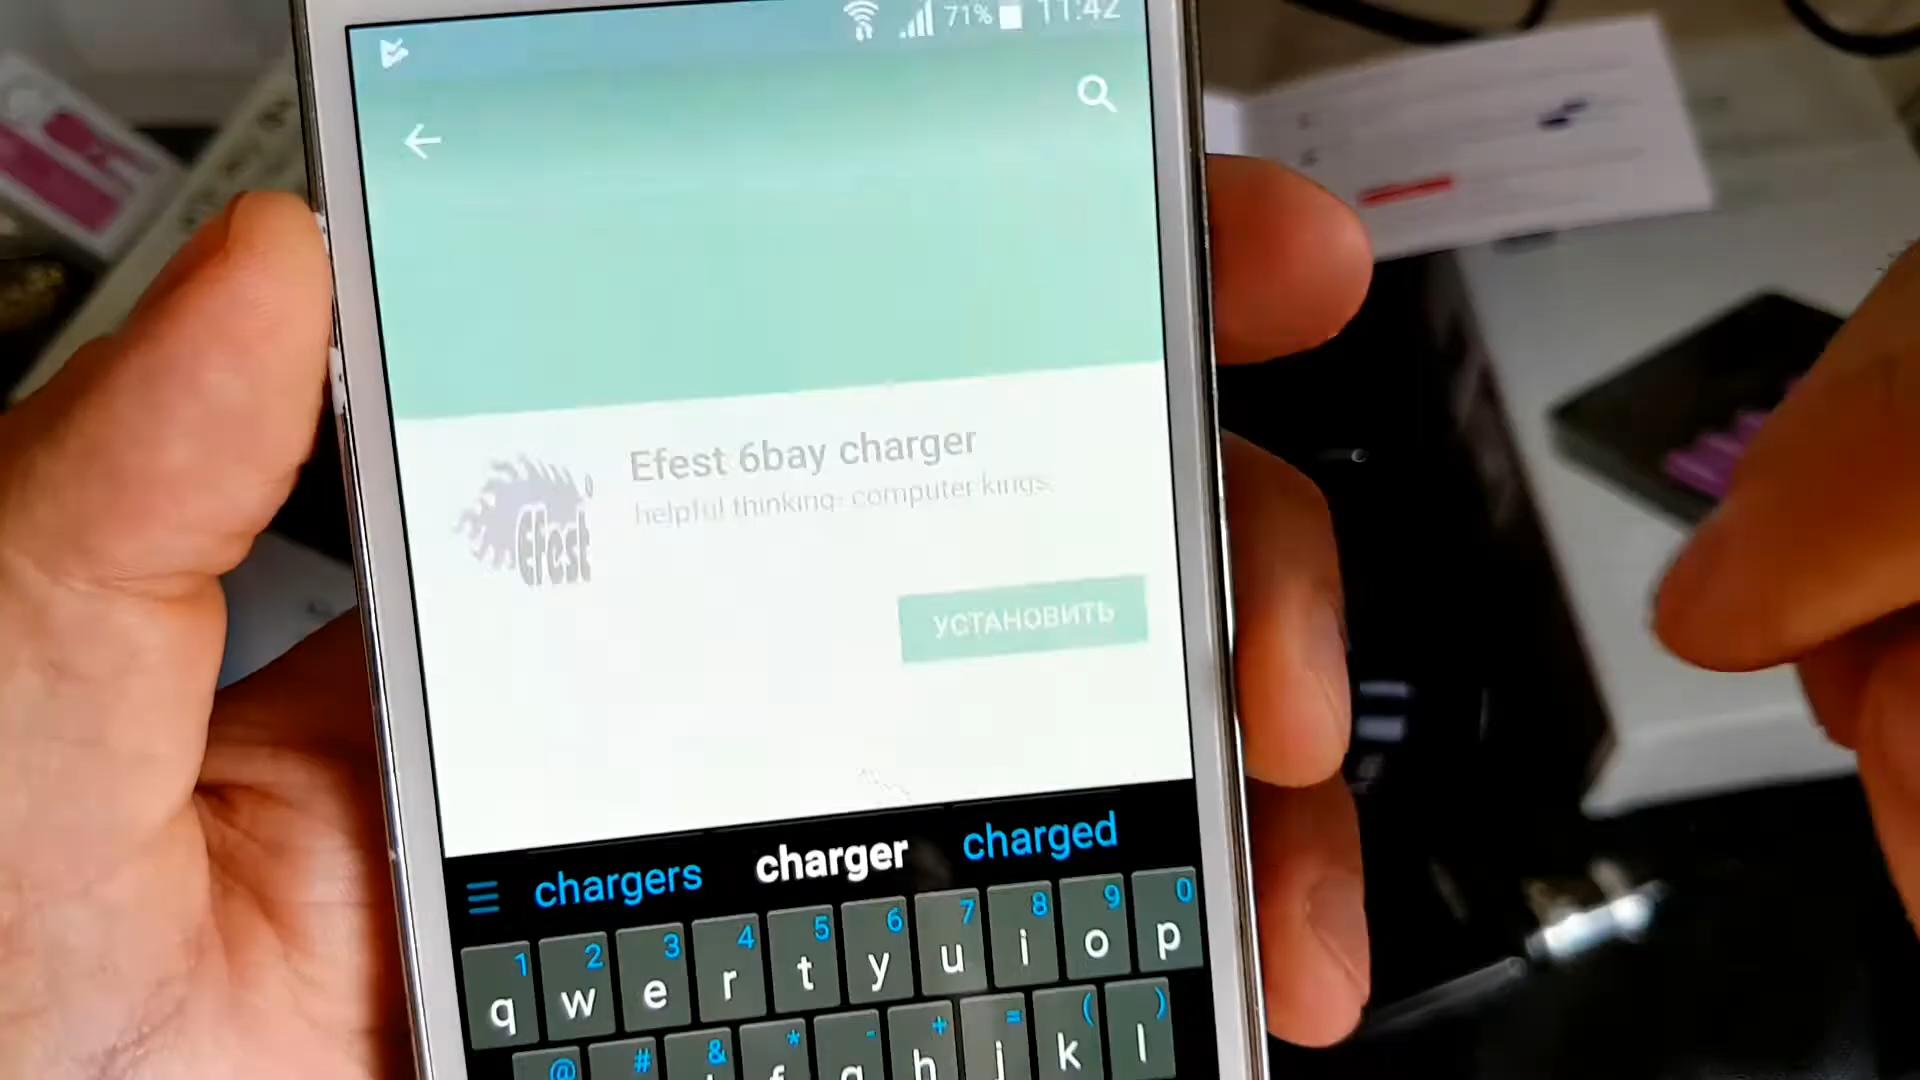 71% 11:42
Efest 6bay charger
helpful thinking- computer kings.
Efest
УСТАНОВИТЬ
chargers charger charged
1 2 3 4 5 6 7 8 9 0
q w e r t y u i o p
@ # & * - + = ( )
f g h j k l